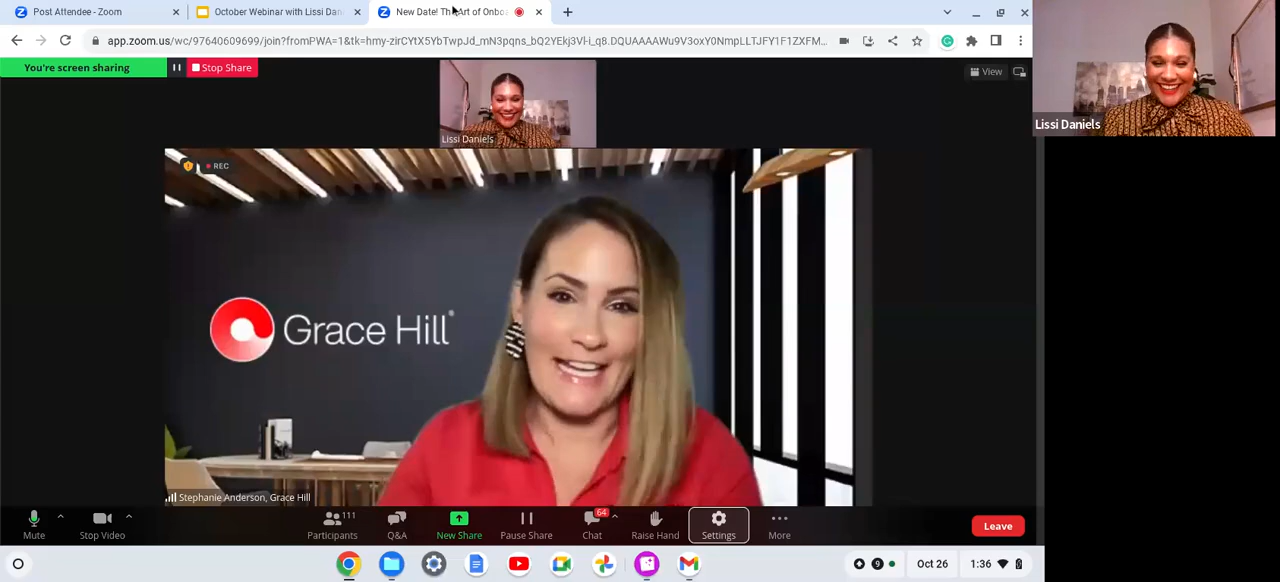 Post Attendee - Zoom
October Webinar with Lissi Dan
New Date! The Art of Onbo
app.zoom.us/wc/97640609699/join?fromPWA=1&tk=hmy-zirCYtX5YbTwpJd_mN3pqns_bQ2YEkj3Vl-i_q8.DQUAAAAWu9V3oxY0NmpLLTJFY1F1ZXFM...
You're screen sharing
Stop Share
View
Lissi Daniels
Lissi Daniels
REC
Grace Hill
Stephanie Anderson, Grace Hill
111
64
Mute
Stop Video
Participants
Q&A
New Share
Pause Share
Chat
Raise Hand
Settings
More
Leave
9
Oct 26
1:36